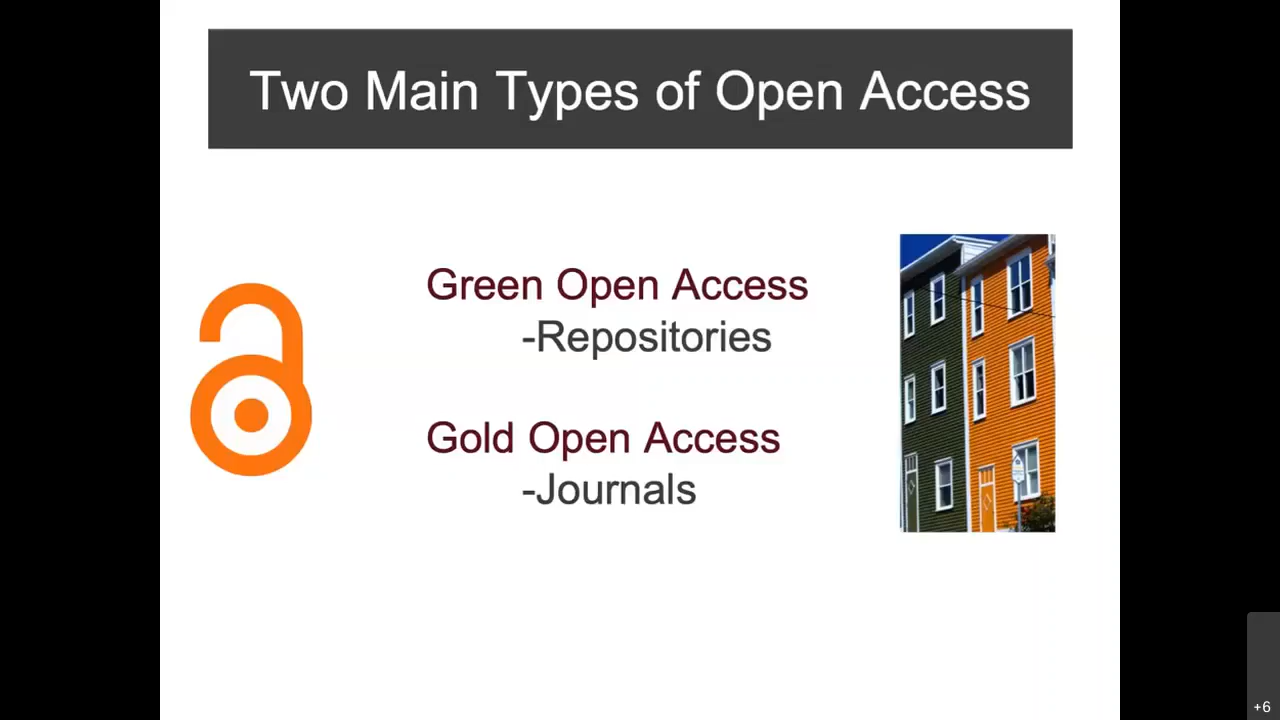 Two Main Types of Open Access
Green Open Access
-Repositories
Gold Open Access
-Journals
+6